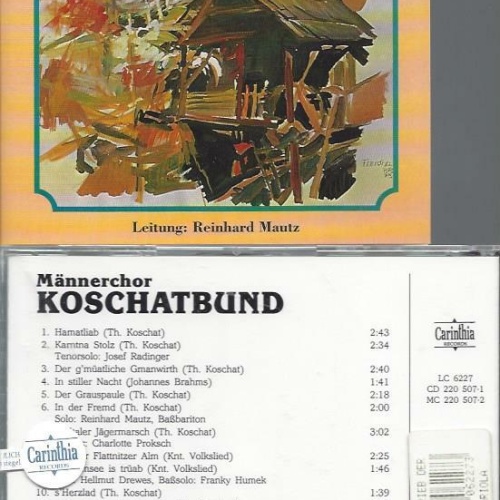 Leitung: Reinhard Mautz
Männerchor
KOSCHATBUND
1. Hamatliab (Th. Koschat) 2:43
2. Karntna Stolz (Th. Koschat) 2:34
Tenorsolo: Josef Radinger
3. Der g'müatliche Gmanwirth (Th. Koschat) 2:40
4. In stiller Nacht (Johannes Brahms) 1:41
5. Der Grauspaule (Th. Koschat) 2:18
6. In der Fremd (Th. Koschat) 2:00
Solo: Reinhard Mautz, Baßbariton
Jägermarsch (Th. Koschat) 3:02
Charlotte Proksch
Flattnitzer Alm (Knt. Volkslied) 2:25
is trüab (Knt. Volkslied) 1:46
Hellmut Drewes, Baßsolo: Franky Humek
10. s'Herzlad (Th. Koschat) 1:39
Carinthia
RECORDS
LC 6227
CD 220 507-1
MC 220 507-2
Carinthia
RECORDS